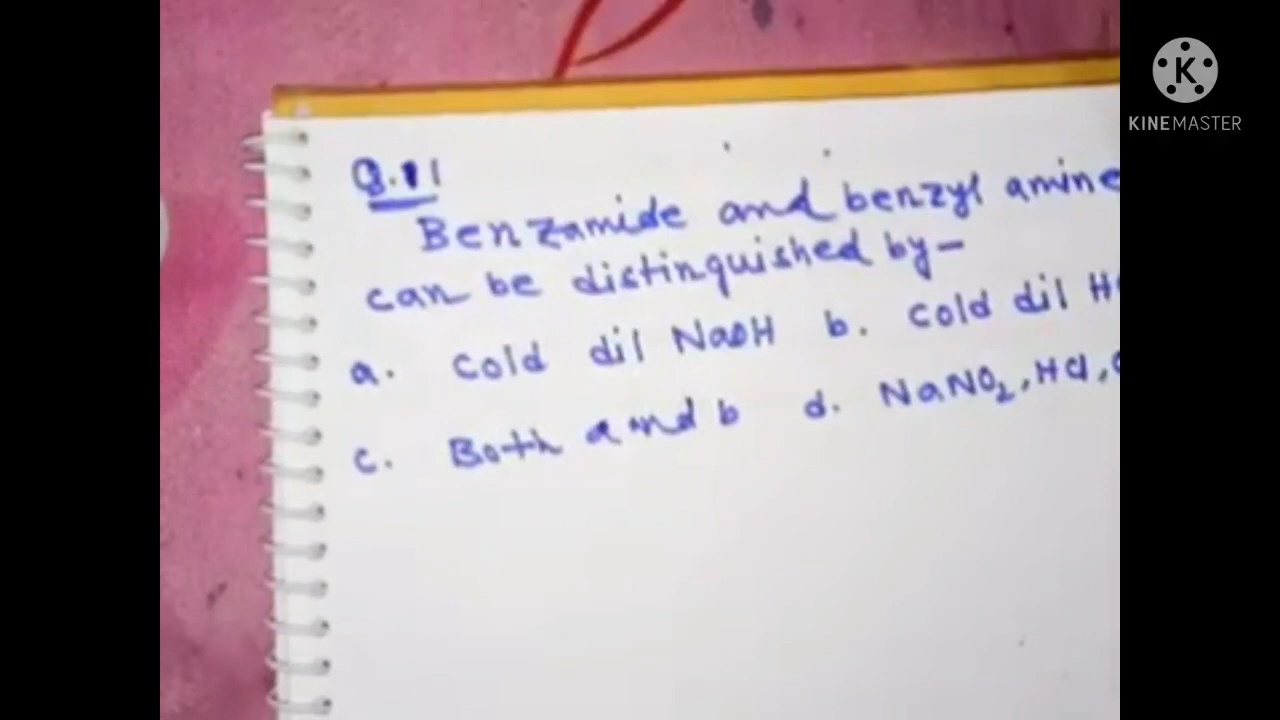 Q.11
Benzamide and benzyl amine
can be distinguished by-
a. cold dil NaOH b. cold dil H
c. Both a and b d. NaNO₂, HCl,
KINEMASTER